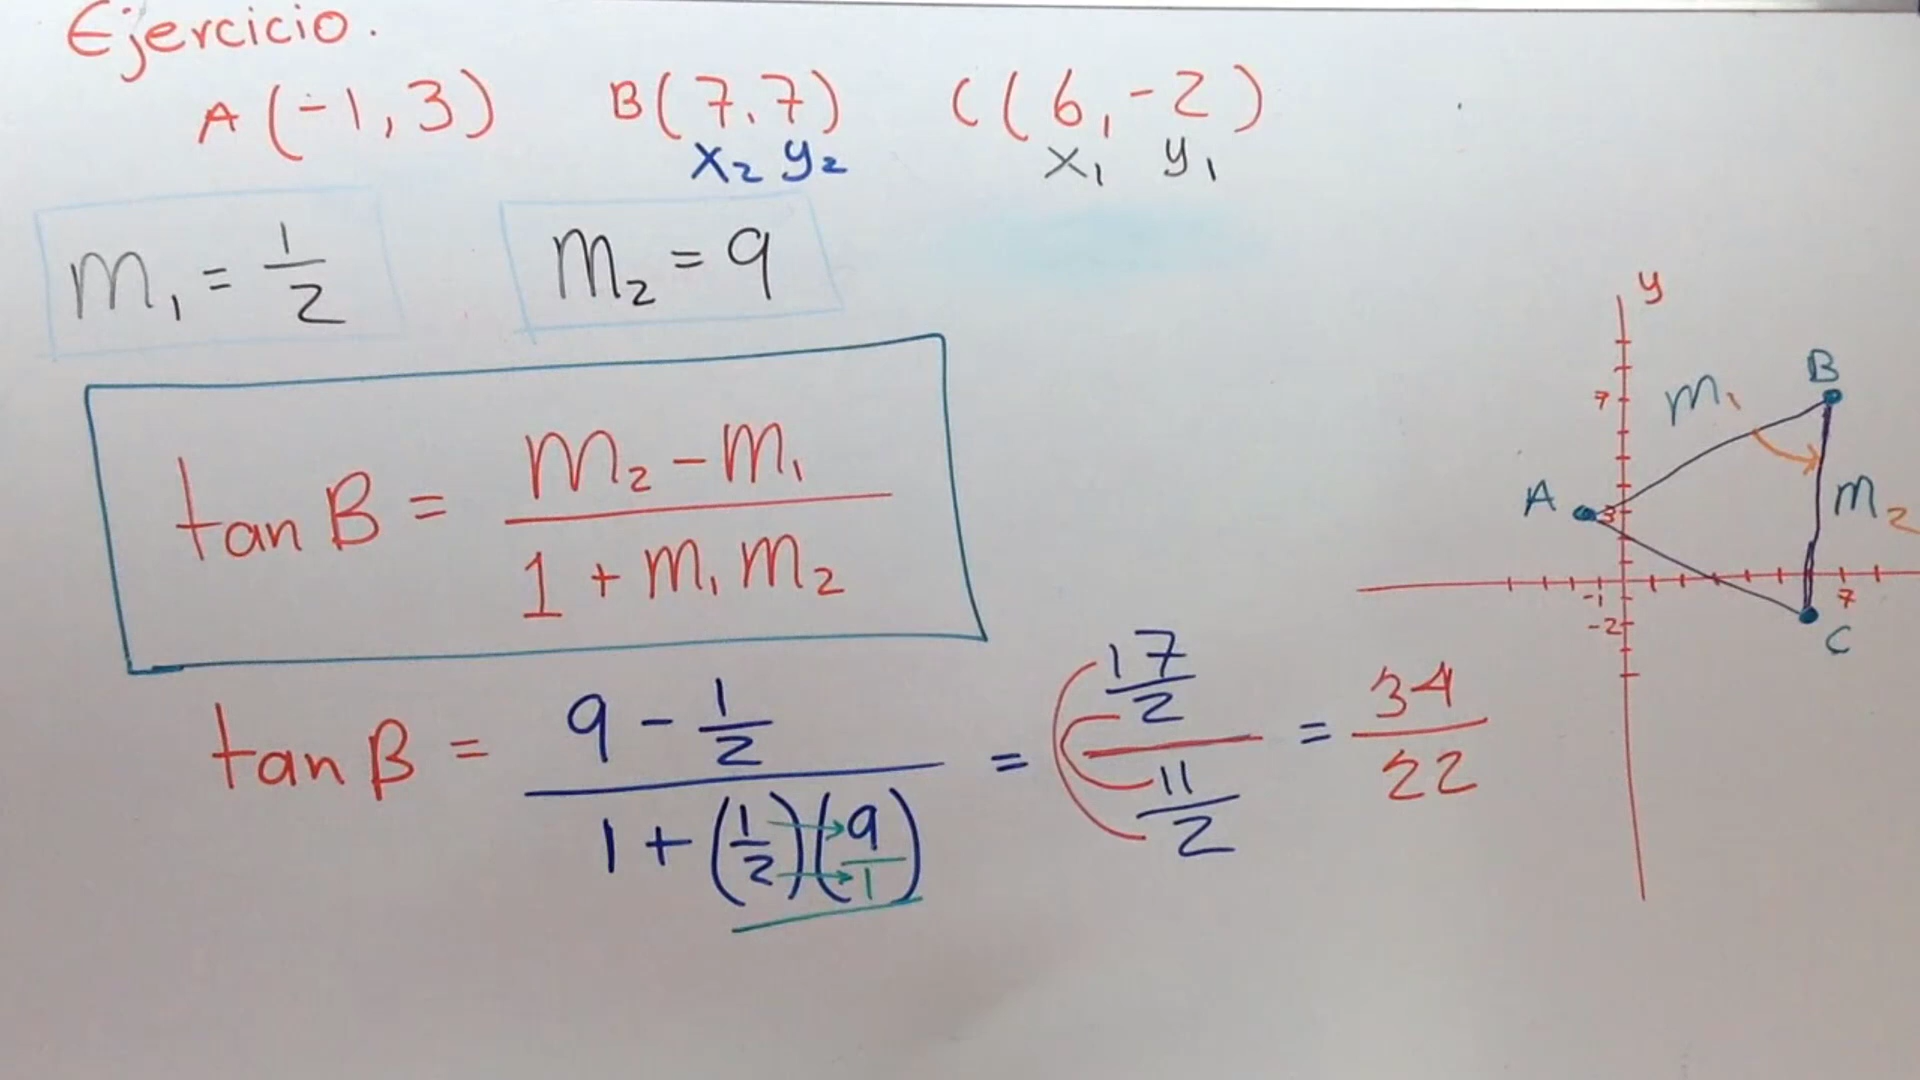 Ejercicio.
A(-1,3) B(7,7) C(6,-2)
x₂ y₂ x₁ y₁
m₁ = 1/2 m₂ = 9
tan B = (m₂ - m₁)/(1 + m₁ m₂)
tan B = (9 - 1/2)/(1 + (1/2)(9/1)) = (17/2)/(11/2) = 34/22
y
B
7
m₁
A
3
m₂
-1
7
-2
C